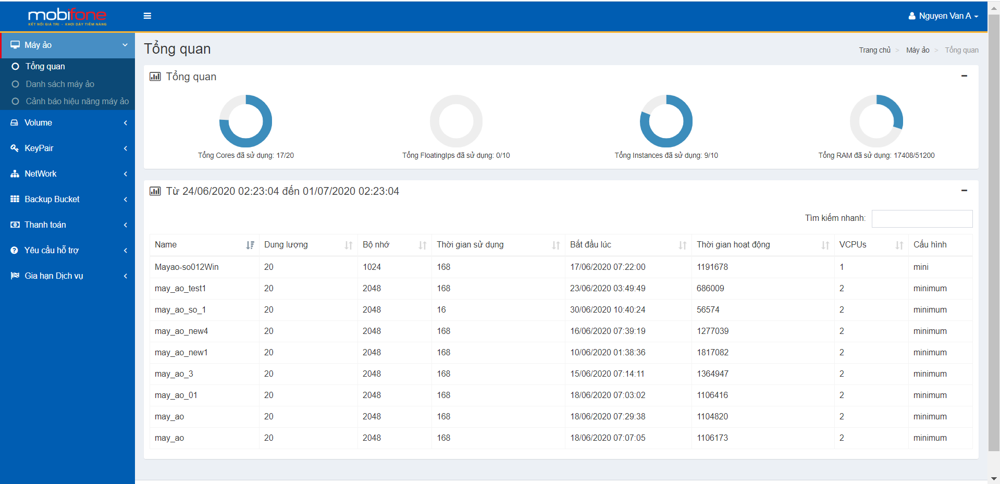 mobifone
KẾT NỐI GIÁ TRỊ - KHƠI DẬY TIỀM NĂNG
Nguyen Van A
Máy ảo
Tổng quan
Danh sách máy ảo
Cảnh báo hiệu năng máy ảo
Volume
KeyPair
NetWork
Backup Bucket
Thanh toán
Yêu cầu hỗ trợ
Gia hạn Dịch vụ
Tổng quan
Trang chủ > Máy ảo > Tổng quan
Tổng quan
Tổng Cores đã sử dụng: 17/20
Tổng FloatingIps đã sử dụng: 0/10
Tổng Instances đã sử dụng: 9/10
Tổng RAM đã sử dụng: 17408/51200
Từ 24/06/2020 02:23:04 đến 01/07/2020 02:23:04
Tìm kiếm nhanh:
Name Dung lượng Bộ nhớ Thời gian sử dụng Bắt đầu lúc Thời gian hoạt động VCPUs Cấu hình
Mayao-so012Win 20 1024 168 17/06/2020 07:22:00 1191678 1 mini
may_ao_test1 20 2048 168 23/06/2020 03:49:49 686009 2 minimum
may_ao_so_1 20 2048 16 30/06/2020 10:40:24 56574 2 minimum
may_ao_new4 20 2048 168 16/06/2020 07:39:19 1277039 2 minimum
may_ao_new1 20 2048 168 10/06/2020 01:38:36 1817082 2 minimum
may_ao_3 20 2048 168 15/06/2020 07:14:11 1364947 2 minimum
may_ao_01 20 2048 168 18/06/2020 07:03:02 1106416 2 minimum
may_ao 20 2048 168 18/06/2020 07:29:38 1104820 2 minimum
may_ao 20 2048 168 18/06/2020 07:07:05 1106173 2 minimum